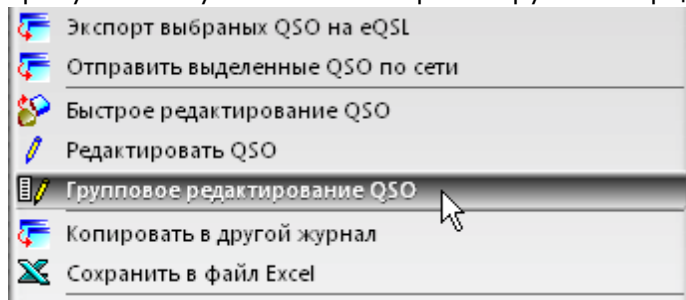 Экспорт выбраных QSO на eQSL
Отправить выделенные QSO по сети
Быстрое редактирование QSO
Редактировать QSO
Групповое редактирование QSO
Копировать в другой журнал
Сохранить в файл Excel